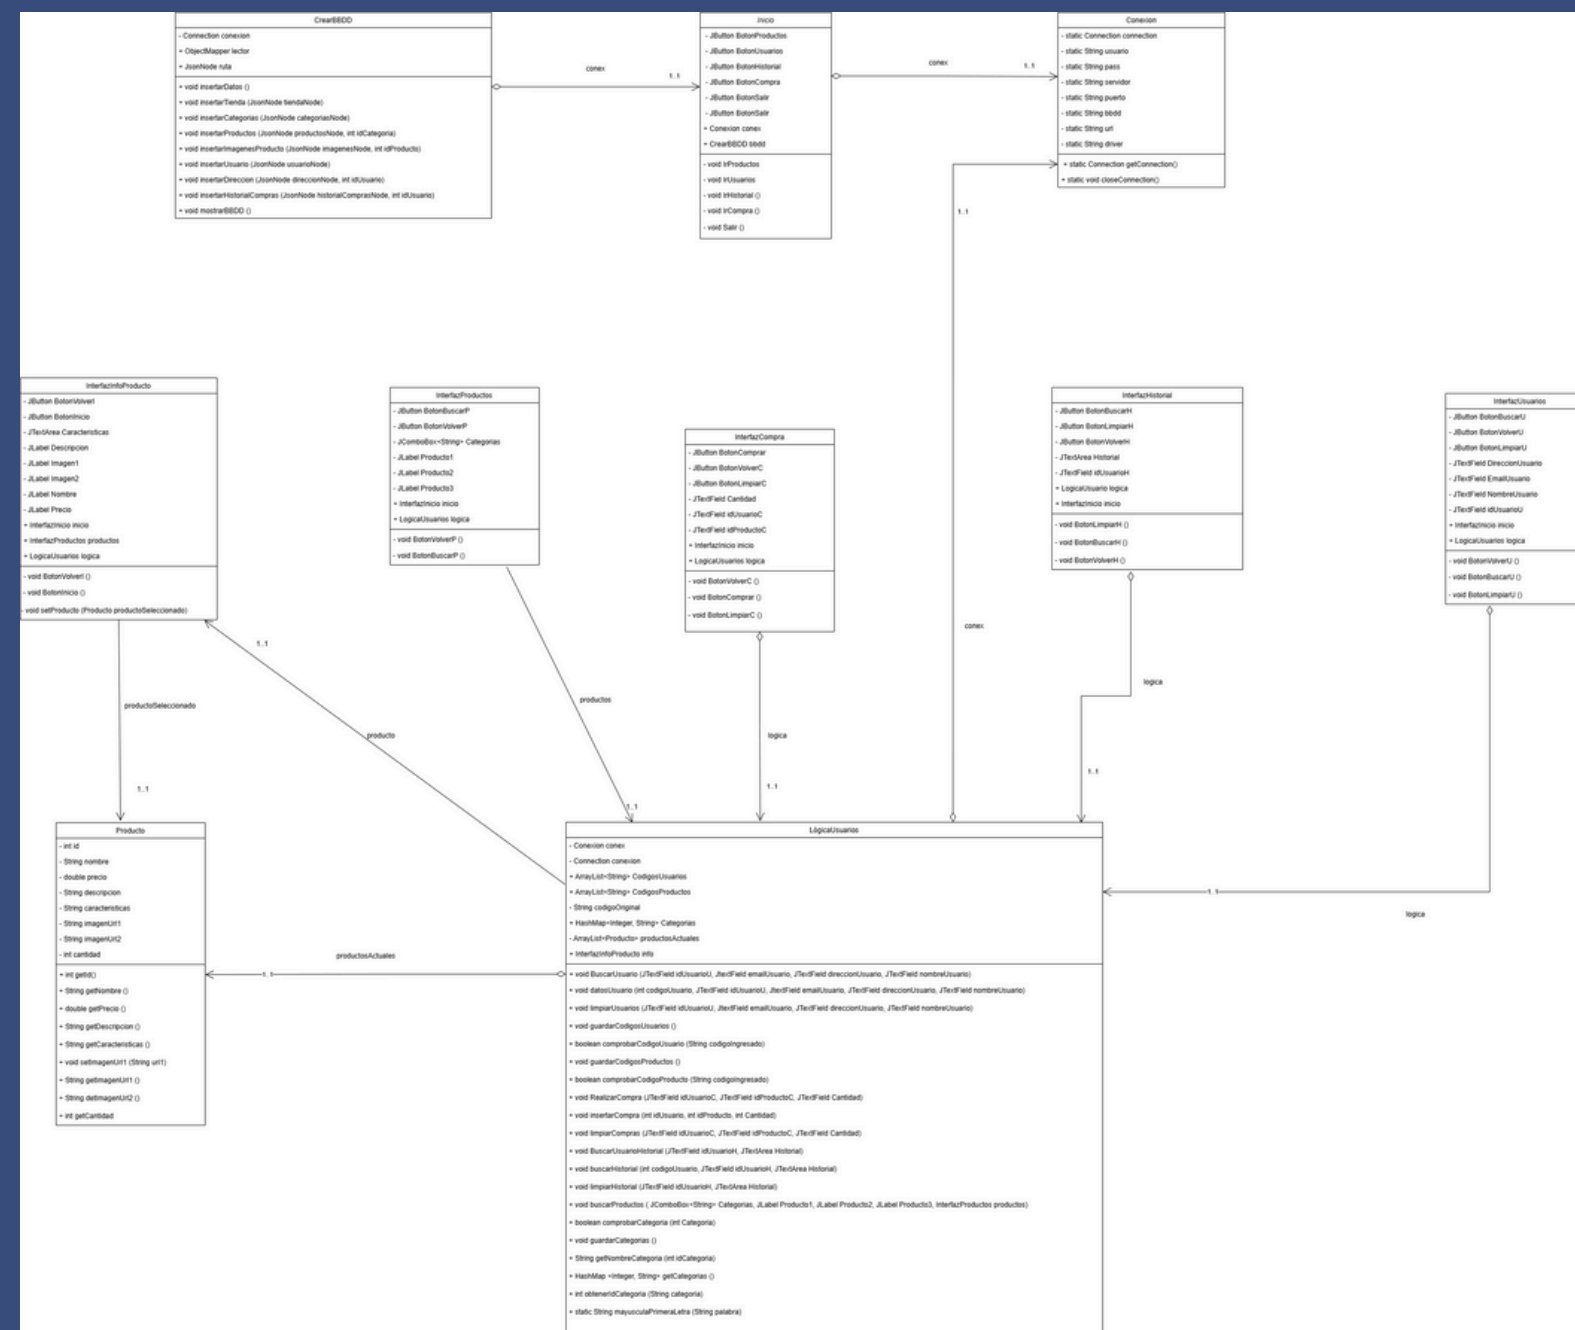 CrearBBDD
- Connection conexion
+ ObjectMapper lector
+ JsonNode ruta
+ void insertarDatos ()
+ void insertarTienda (JsonNode tiendaNode)
+ void insertarCategorias (JsonNode categoriasNode)
+ void insertarProductos (JsonNode productosNode, int idCategoria)
+ void insertarImagenesProducto (JsonNode imagenesNode, int idProducto)
+ void insertarUsuario (JsonNode usuarioNode)
+ void insertarDireccion (JsonNode direccionNode, int idUsuario)
+ void insertarHistorialCompras (JsonNode historialComprasNode, int idUsuario)
+ void mostrarBBDD ()
conex
1..1
Inicio
- JButton BotonProductos
- JButton BotonUsuarios
- JButton BotonHistorial
- JButton BotonCompra
- JButton BotonSalir
- JButton BotonSalir
+ Conexion conex
+ CrearBBDD bbdd
- void IrProductos
- void IrUsuarios
- void IrHistorial ()
- void IrCompra ()
- void Salir ()
conex
1..1
Conexion
- static Connection connection
- static String usuario
- static String pass
- static String servidor
- static String puerto
- static String bbdd
- static String url
- static String driver
+ static Connection getConnection()
+ static void closeConnection()
1..1
InterfazInfoProducto
- JButton BotonVolverI
- JButton BotonInicio
- JTextArea Caracteristicas
- JLabel Descripcion
- JLabel Imagen1
- JLabel Imagen2
- JLabel Nombre
- JLabel Precio
+ InterfazInicio inicio
+ InterfazProductos productos
+ LogicaUsuarios logica
- void BotonVolverI ()
- void BotonInicio ()
- void setProducto (Producto productoSeleccionado)
InterfazProductos
- JButton BotonBuscarP
- JButton BotonVolverP
- JComboBox<String> Categorias
- JLabel Producto1
- JLabel Producto2
- JLabel Producto3
+ InterfazInicio inicio
+ LogicaUsuarios logica
- void BotonVolverP ()
- void BotonBuscarP ()
InterfazCompra
- JButton BotonComprar
- JButton BotonVolverC
- JButton BotonLimpiarC
- JTextField Cantidad
- JTextField idUsuarioC
- JTextField idProductoC
+ InterfazInicio inicio
+ LogicaUsuarios logica
- void BotonVolverC ()
- void BotonComprar ()
- void BotonLimpiarC ()
InterfazHistorial
- JButton BotonBuscarH
- JButton BotonLimpiarH
- JButton BotonVolverH
- JTextArea Historial
- JTextField idUsuarioH
+ LogicaUsuario logica
+ InterfazInicio inicio
- void BotonLimpiarH ()
- void BotonBuscarH ()
- void BotonVolverH ()
InterfazUsuarios
- JButton BotonBuscarU
- JButton BotonVolverU
- JButton BotonLimpiarU
- JTextField DireccionUsuario
- JTextField EmailUsuario
- JTextField NombreUsuario
- JTextField idUsuarioU
+ InterfazInicio inicio
+ LogicaUsuarios logica
- void BotonVolverU ()
- void BotonBuscarU ()
- void BotonLimpiarU ()
1..1
conex
logica
productos
productoSeleccionado
producto
logica
1..1
1..1
1..1
1..1
Producto
- int id
- String nombre
- double precio
- String descripcion
- String caracteristicas
- String imagenUrl1
- String imagenUrl2
- int cantidad
+ int getId()
+ String getNombre ()
+ double getPrecio ()
+ String getDescripcion ()
+ String getCaracteristicas ()
+ void setImagenUrl1 (String url1)
+ String getImagenUrl1 ()
+ String detImagenUrl2 ()
+ int getCantidad
productosActuales
1..1
LógicaUsuarios
- Conexion conex
- Connection conexion
+ ArrayList<String> CodigosUsuarios
+ ArrayList<String> CodigosProductos
- String codigoOriginal
+ HashMap<Integer, String> Categorias
- ArrayList<Producto> productosActuales
+ InterfazInfoProducto info
+ void BuscarUsuario (JTextField idUsuarioU, JtextField emailUsuario, JTextField direccionUsuario, JTextField nombreUsuario)
+ void datosUsuario (int codigoUsuario, JTextField idUsuarioU, JtextField emailUsuario, JTextField direccionUsuario, JTextField nombreUsuario)
+ void limpiarUsuarios (JTextField idUsuarioU, JtextField emailUsuario, JTextField direccionUsuario, JTextField nombreUsuario)
+ void guardarCodigosUsuarios ()
+ boolean comprobarCodigoUsuario (String codigoIngresado)
+ void guardarCodigosProductos ()
+ boolean comprobarCodigoProducto (String codigoIngresado)
+ void RealizarCompra (JTextField idUsuarioC, JTextField idProductoC, JTextField Cantidad)
+ void insertarCompra (int idUsuario, int idProducto, int Cantidad)
+ void limpiarCompras (JTextField idUsuarioC, JTextField idProductoC, JTextField Cantidad)
+ void BuscarUsuarioHistorial (JTextField idUsuarioH, JTextArea Historial)
+ void buscarHistorial (int codigoUsuario, JTextField idUsuarioH, JTextArea Historial)
+ void limpiarHistorial (JTextField idUsuarioH, JTextArea Historial)
+ void buscarProductos ( JComboBox<String> Categorias, JLabel Producto1, JLabel Producto2, JLabel Producto3, InterfazProductos productos)
+ boolean comprobarCategoria (int Categoria)
+ void guardarCategorias ()
+ String getNombreCategoria (int idCategoria)
+ HashMap <Integer, String> getCategorias ()
+ int obtenerIdCategoria (String categoria)
+ static String mayusculaPrimeraLetra (String palabra)
1..1
logica